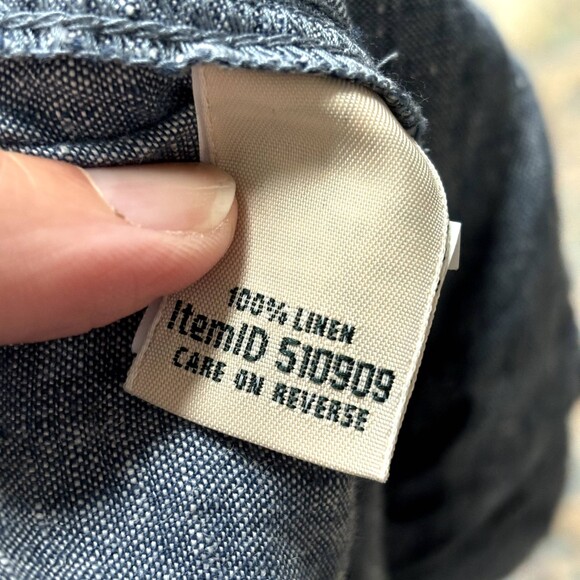 100% LINEN
ItemID 510909
CARE ON REVERSE